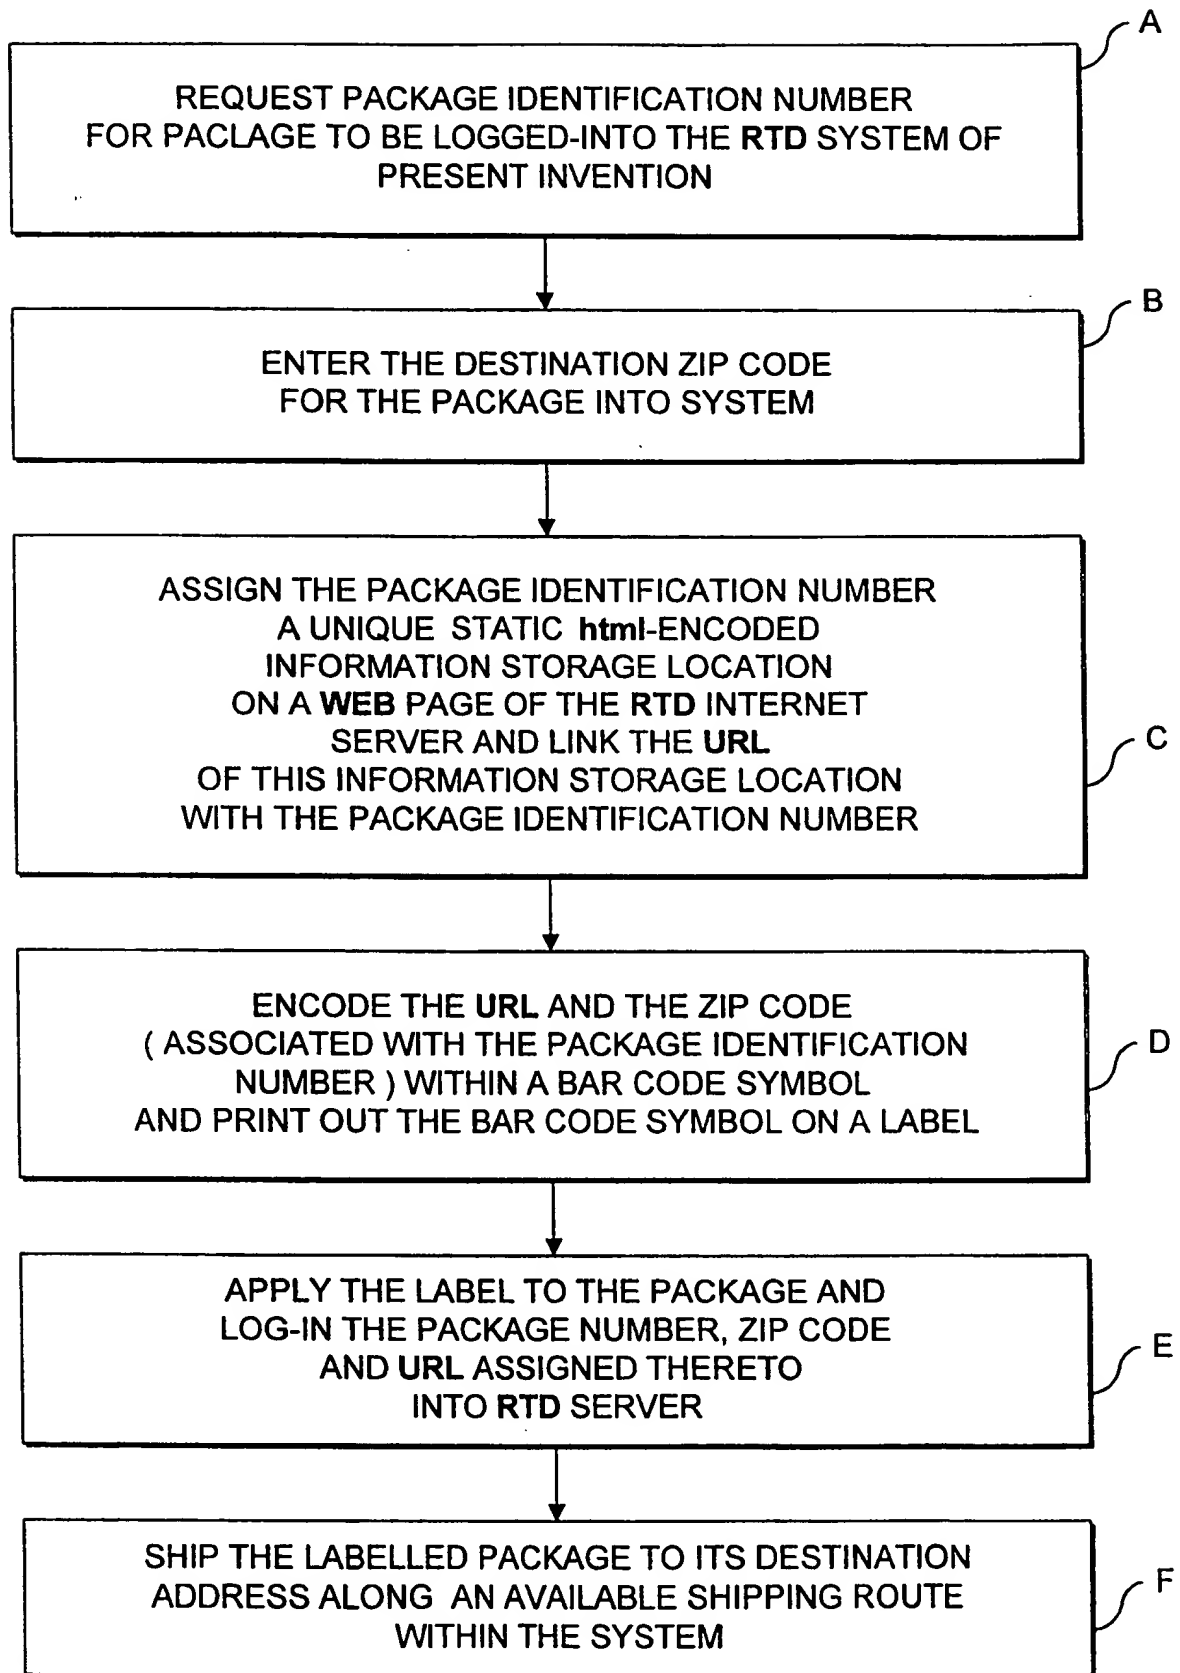 A
REQUEST PACKAGE IDENTIFICATION NUMBER
FOR PACLAGE TO BE LOGGED-INTO THE RTD SYSTEM OF
PRESENT INVENTION
B
ENTER THE DESTINATION ZIP CODE
FOR THE PACKAGE INTO SYSTEM
ASSIGN THE PACKAGE IDENTIFICATION NUMBER
A UNIQUE STATIC html-ENCODED
INFORMATION STORAGE LOCATION
ON A WEB PAGE OF THE RTD INTERNET
SERVER AND LINK THE URL
OF THIS INFORMATION STORAGE LOCATION
WITH THE PACKAGE IDENTIFICATION NUMBER
C
ENCODE THE URL AND THE ZIP CODE
( ASSOCIATED WITH THE PACKAGE IDENTIFICATION
NUMBER ) WITHIN A BAR CODE SYMBOL
AND PRINT OUT THE BAR CODE SYMBOL ON A LABEL
D
APPLY THE LABEL TO THE PACKAGE AND
LOG-IN THE PACKAGE NUMBER, ZIP CODE
AND URL ASSIGNED THERETO
INTO RTD SERVER
E
SHIP THE LABELLED PACKAGE TO ITS DESTINATION
ADDRESS ALONG AN AVAILABLE SHIPPING ROUTE
WITHIN THE SYSTEM
F